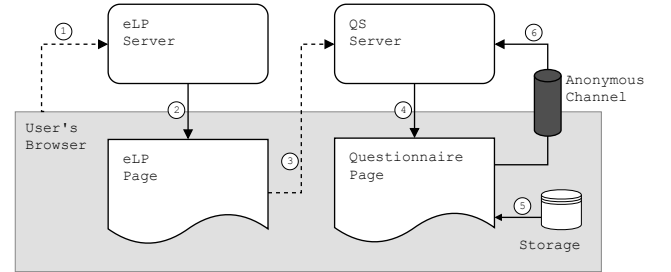 1
eLP
Server
QS
Server
6
Anonymous
Channel
2
4
User's
Browser
eLP
Page
3
Questionnaire
Page
5
Storage